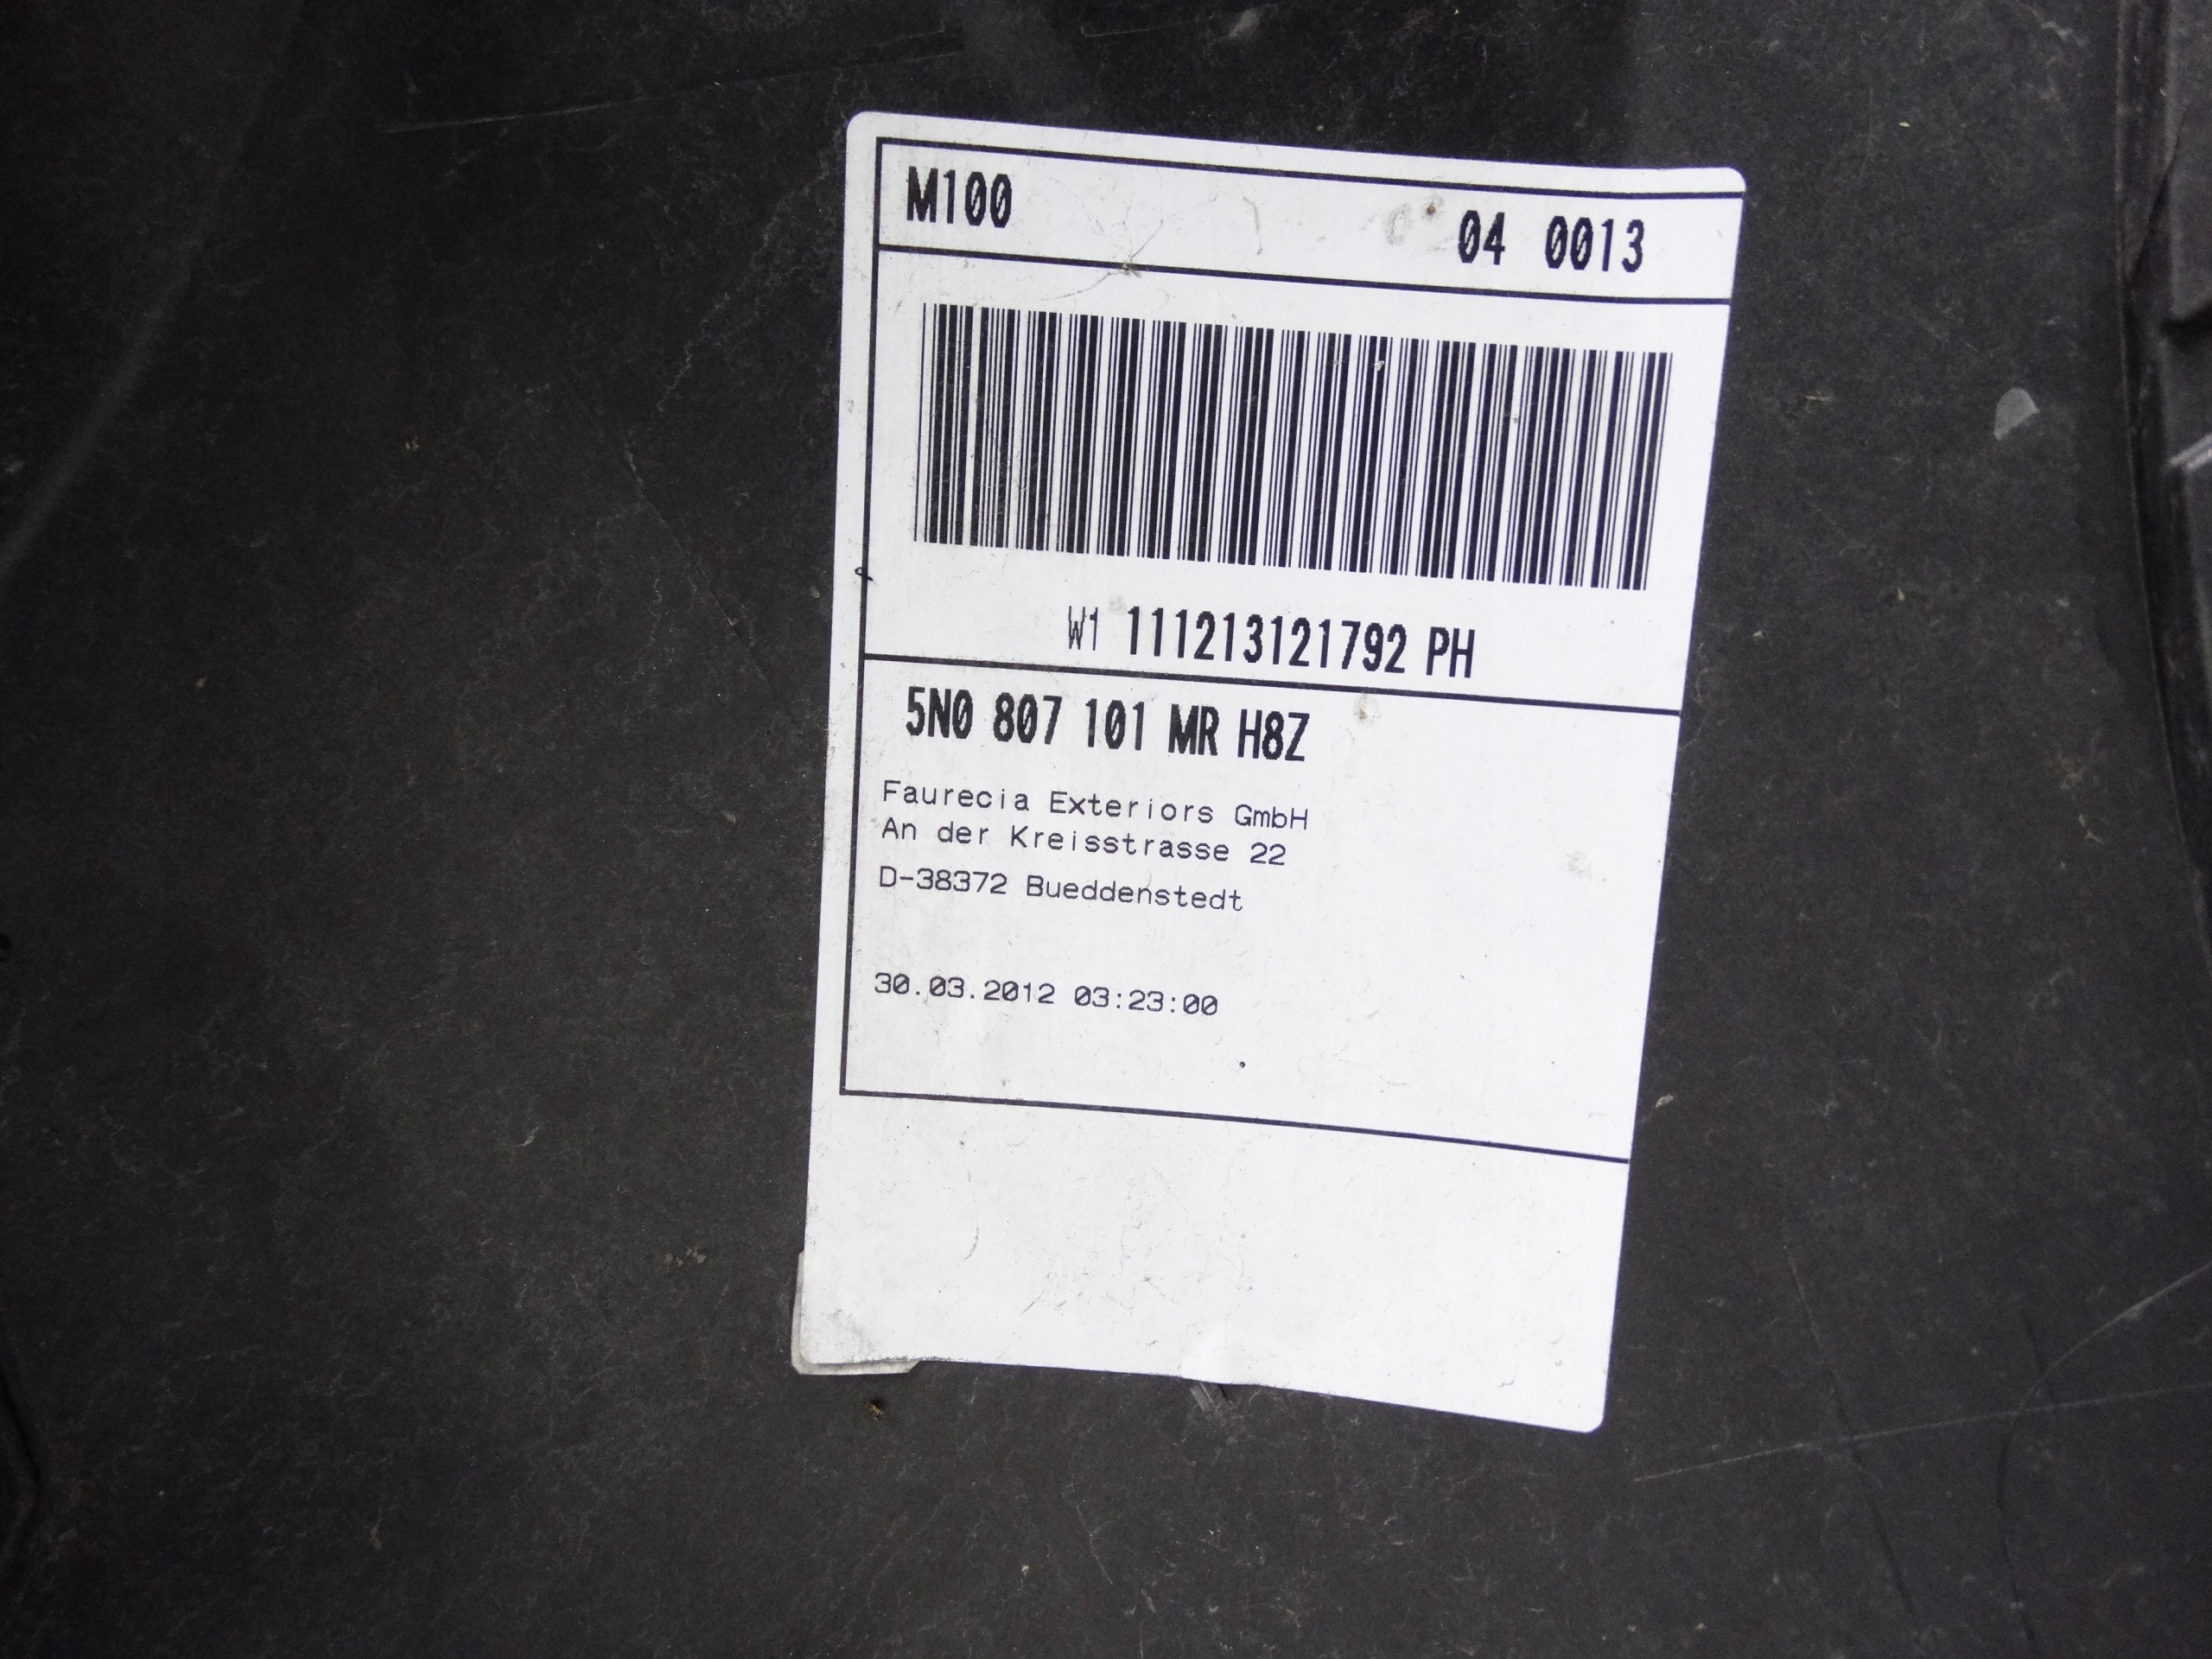 M100 04 0013
W1 111213121792 PH
5N0 807 101 MR H8Z
Faurecia Exteriors GmbH
An der Kreisstrasse 22
D-38372 Bueddenstedt
30.03.2012 03:23:00